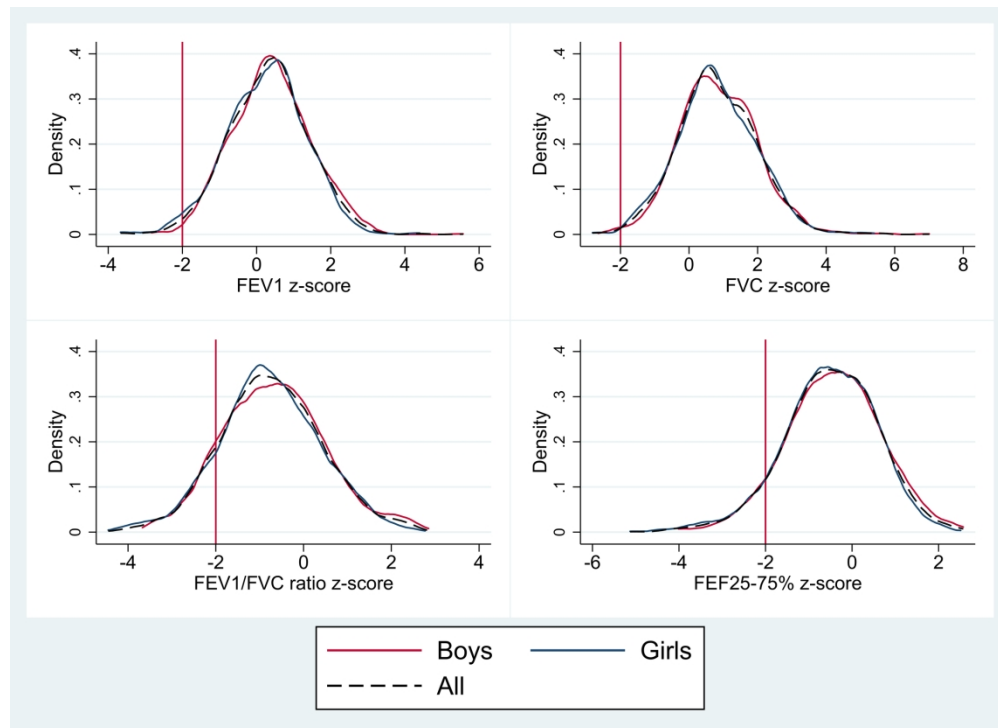 Density
.4
.3
.2
.1
0
-4 -2 0 2 4 6
FEV1 z-score
Density
.4
.3
.2
.1
0
-2 0 2 4 6 8
FVC z-score
Density
.4
.3
.2
.1
0
-4 -2 0 2 4
FEV1/FVC ratio z-score
Density
.4
.3
.2
.1
0
-6 -4 -2 0 2
FEF25-75% z-score
Boys Girls
All